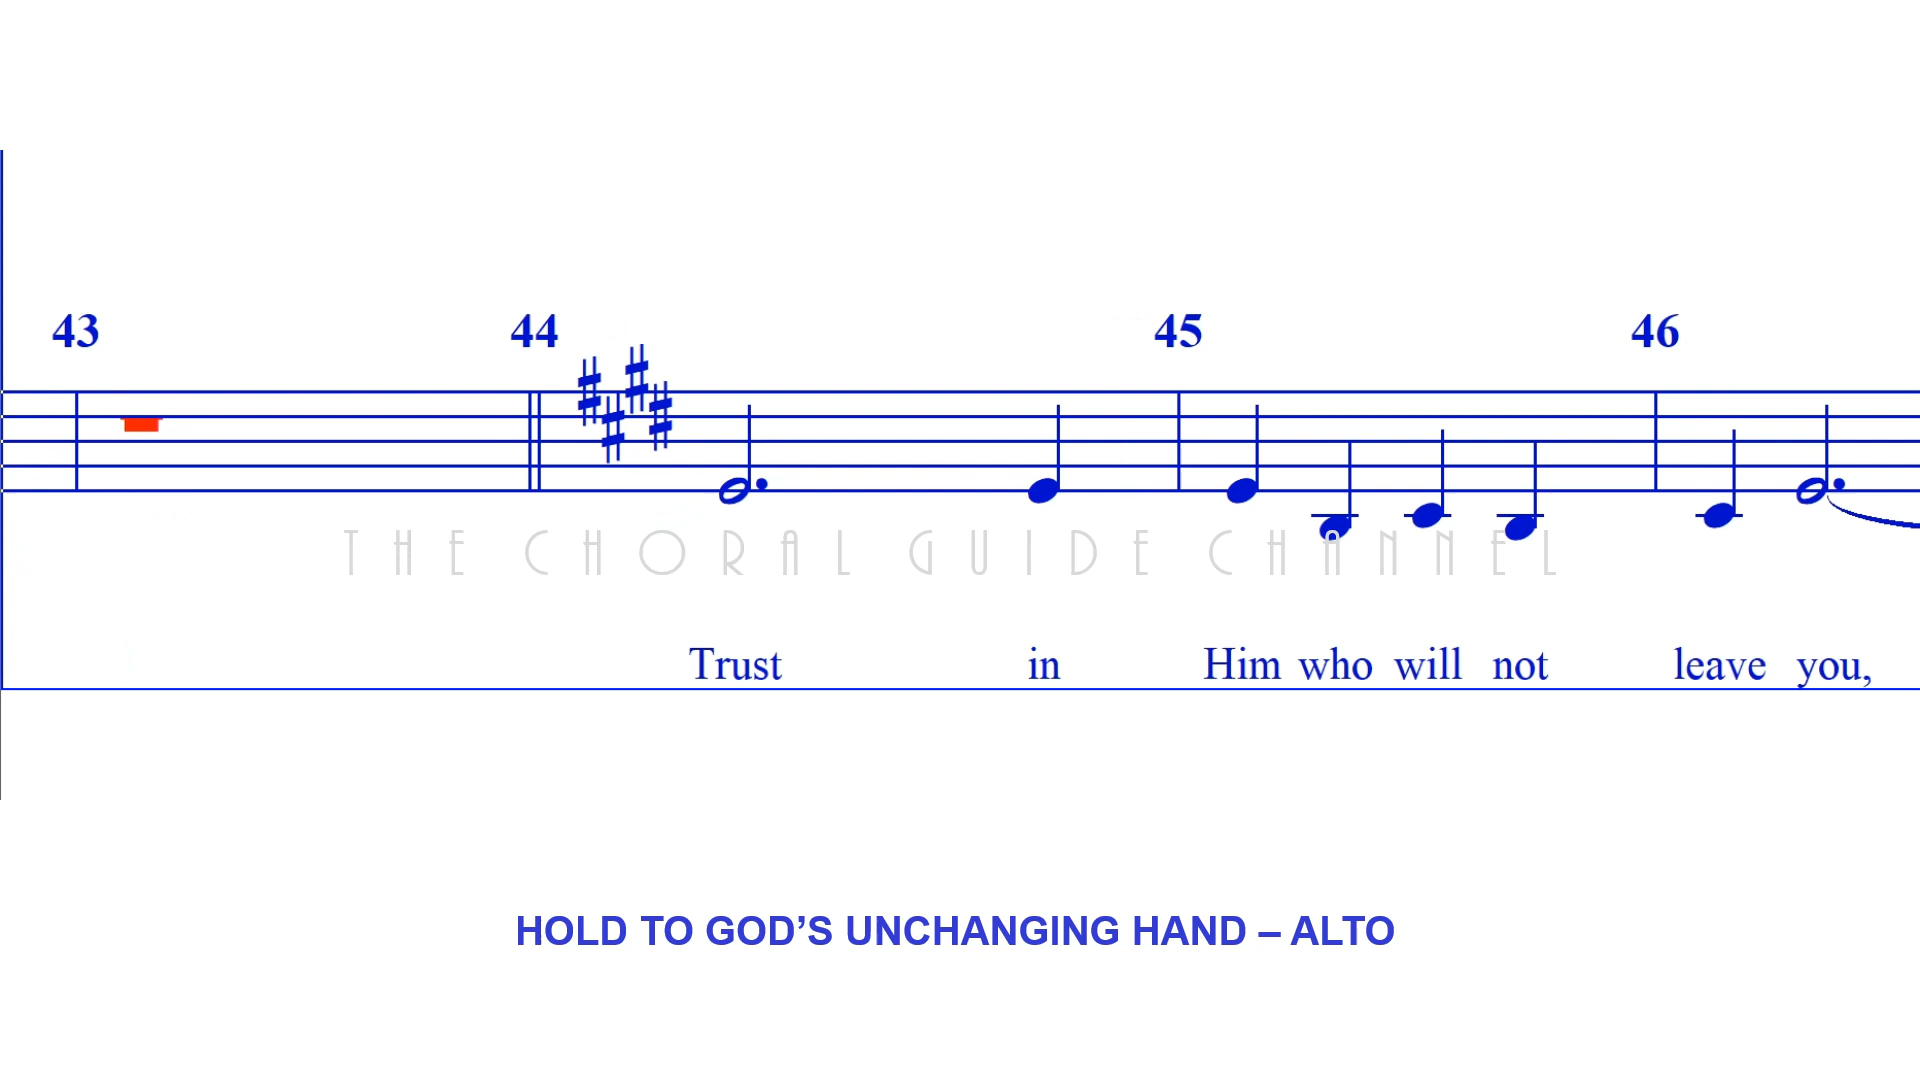 43 44 45 46
THE CHORAL GUIDE CHANNEL
Trust in Him who will not leave you,
HOLD TO GOD’S UNCHANGING HAND – ALTO